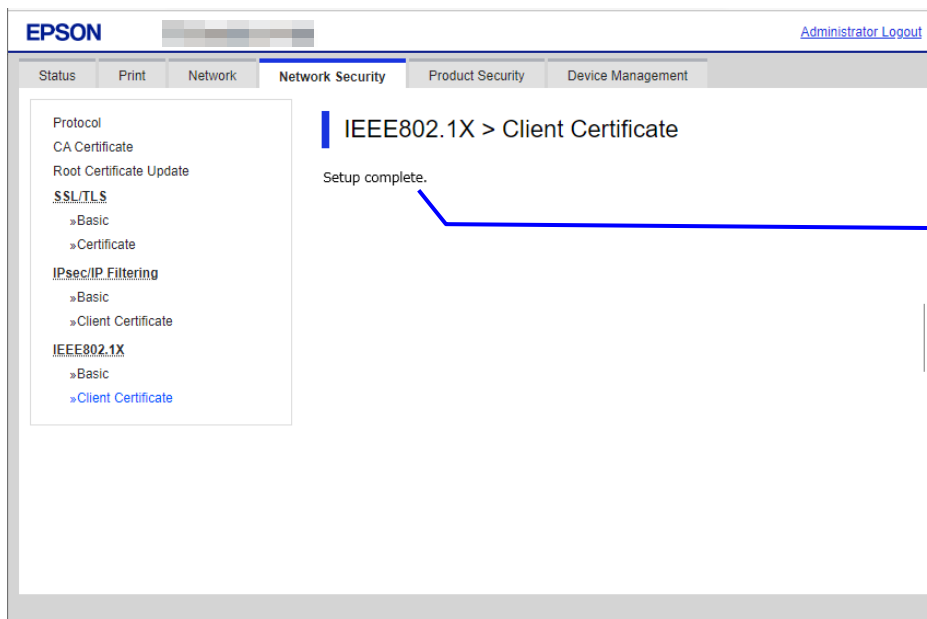 EPSON
Administrator Logout
Status Print Network Network Security Product Security Device Management
Protocol
CA Certificate
Root Certificate Update
SSL/TLS
»Basic
»Certificate
IPsec/IP Filtering
»Basic
»Client Certificate
IEEE802.1X
»Basic
»Client Certificate
IEEE802.1X > Client Certificate
Setup complete.